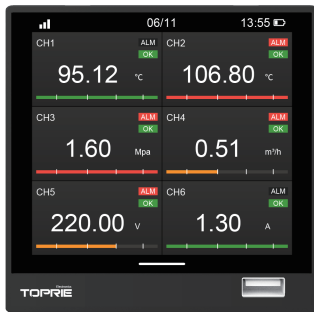 06/11 13:55
CH1 ALM CH2 ALM
OK OK
95.12 ℃ 106.80 ℃
CH3 ALM CH4 ALM
OK OK
1.60 Mpa 0.51 m³/h
CH5 ALM CH6 ALM
OK OK
220.00 V 1.30 A
Electronics
TOPRIE